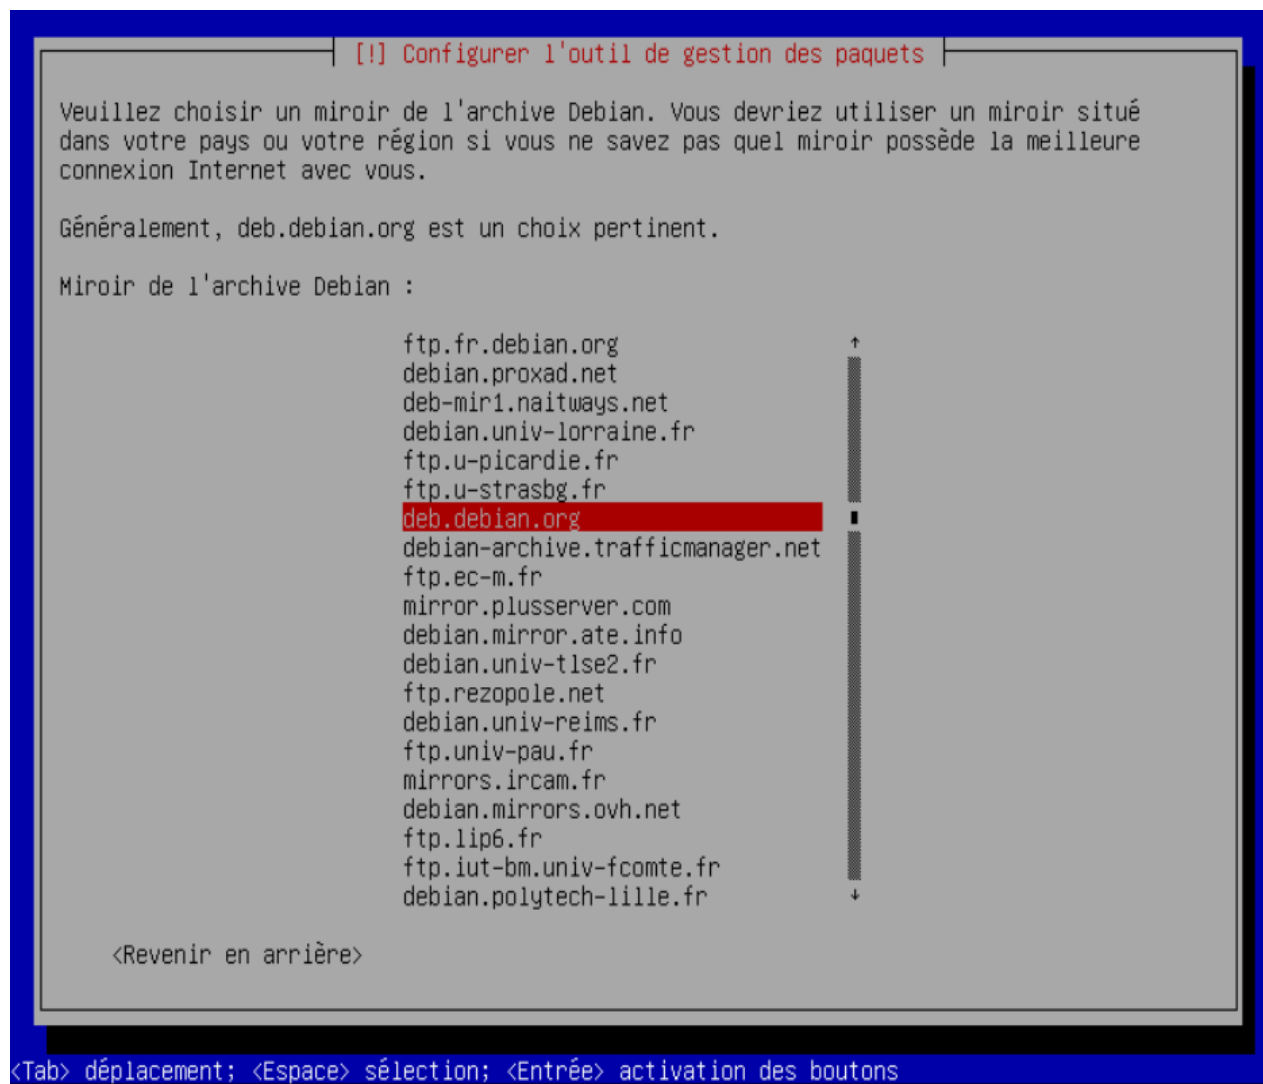 [!] Configurer l'outil de gestion des paquets
Veuillez choisir un miroir de l'archive Debian. Vous devriez utiliser un miroir situé
dans votre pays ou votre région si vous ne savez pas quel miroir possède la meilleure
connexion Internet avec vous.
Généralement, deb.debian.org est un choix pertinent.
Miroir de l'archive Debian :
ftp.fr.debian.org
debian.proxad.net
deb-mir1.naitways.net
debian.univ-lorraine.fr
ftp.u-picardie.fr
ftp.u-strasbg.fr
deb.debian.org
debian-archive.trafficmanager.net
ftp.ec-m.fr
mirror.plusserver.com
debian.mirror.ate.info
debian.univ-tlse2.fr
ftp.rezopole.net
debian.univ-reims.fr
ftp.univ-pau.fr
mirrors.ircam.fr
debian.mirrors.ovh.net
ftp.lip6.fr
ftp.iut-bm.univ-fcomte.fr
debian.polytech-lille.fr
<Revenir en arrière>
<Tab> déplacement; <Espace> sélection; <Entrée> activation des boutons